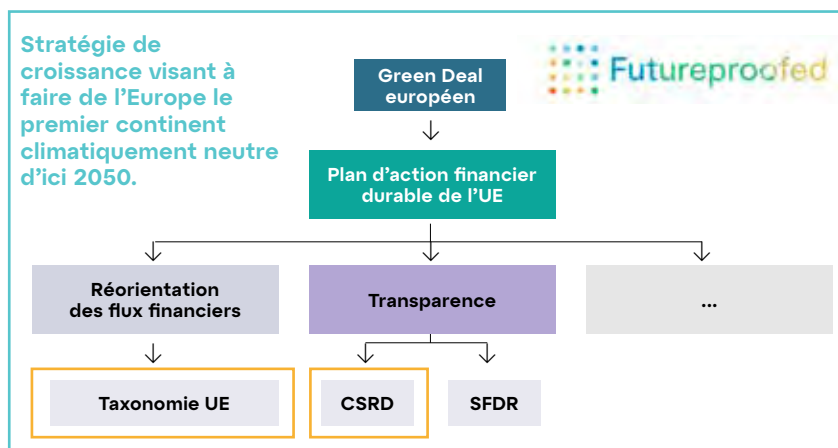 Stratégie de
croissance visant à
faire de l’Europe le
premier continent
climatiquement neutre
d’ici 2050.
Futureproofed
Green Deal
européen
Plan d’action financier
durable de l’UE
Réorientation
des flux financiers
Transparence
...
Taxonomie UE
CSRD
SFDR